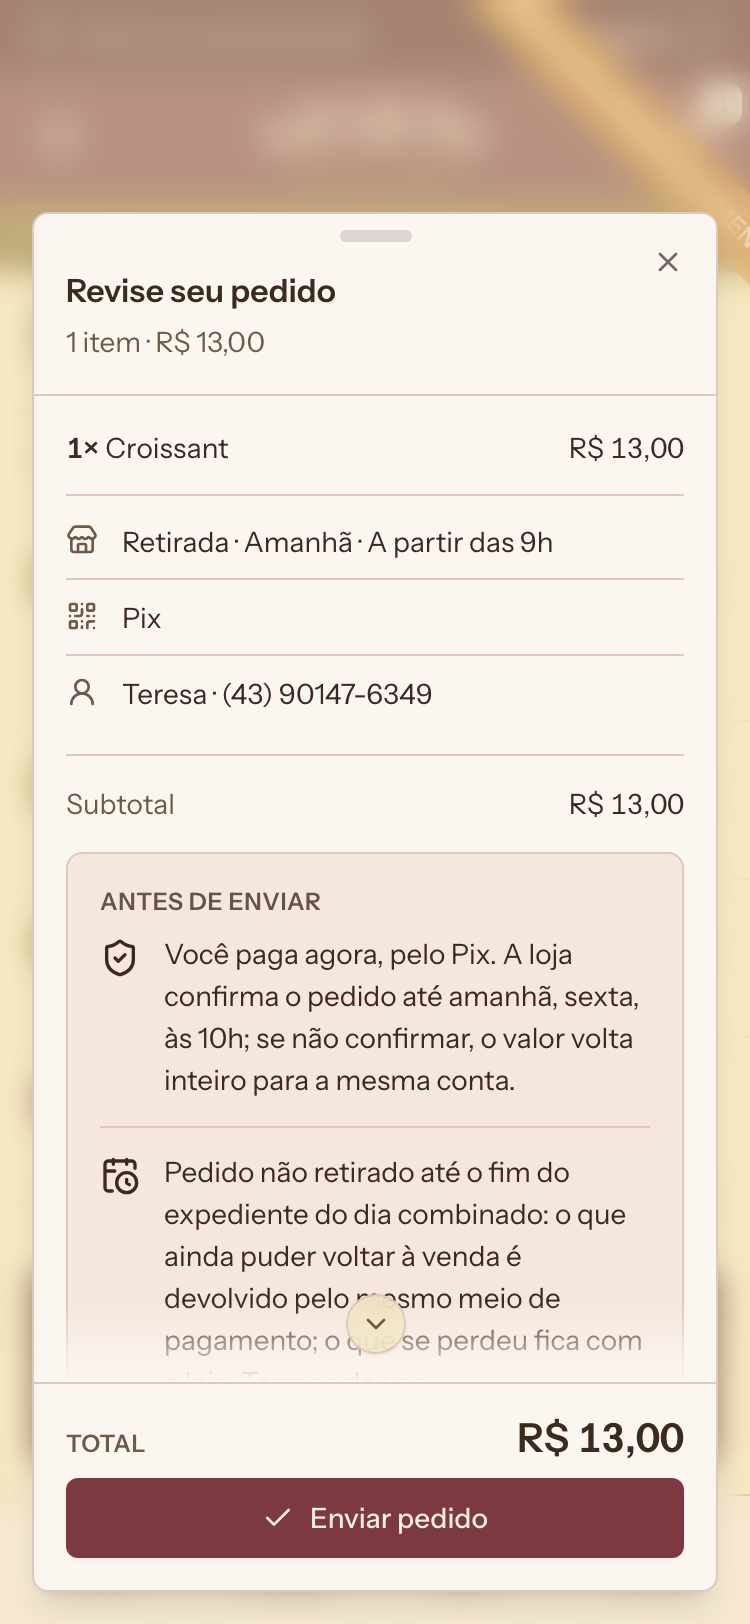 Revise seu pedido
1 item · R$ 13,00
1× Croissant R$ 13,00
Retirada · Amanhã · A partir das 9h
Pix
Teresa · (43) 90147-6349
Subtotal R$ 13,00
ANTES DE ENVIAR
Você paga agora, pelo Pix. A loja
confirma o pedido até amanhã, sexta,
às 10h; se não confirmar, o valor volta
inteiro para a mesma conta.
Pedido não retirado até o fim do
expediente do dia combinado: o que
ainda puder voltar à venda é
devolvido pelo mesmo meio de
pagamento; o que se perdeu fica com
TOTAL R$ 13,00
Enviar pedido